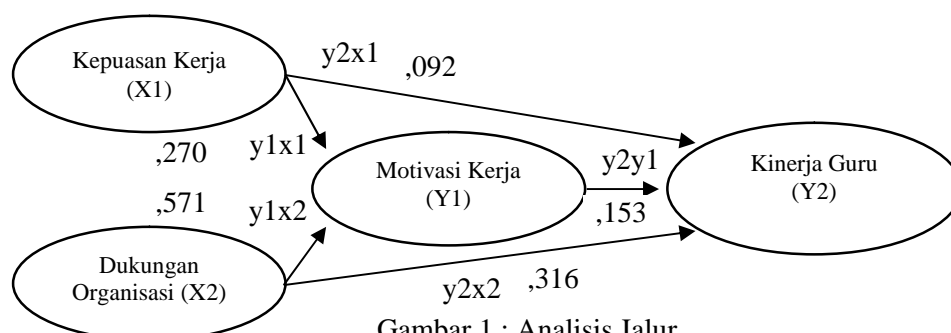 Kepuasan Kerja
(X1)
y2x1
,092
,270
y1x1
Motivasi Kerja
(Y1)
y2y1
,153
Kinerja Guru
(Y2)
,571
y1x2
Dukungan
Organisasi (X2)
y2x2
,316
Gambar 1 : Analisis Jalur